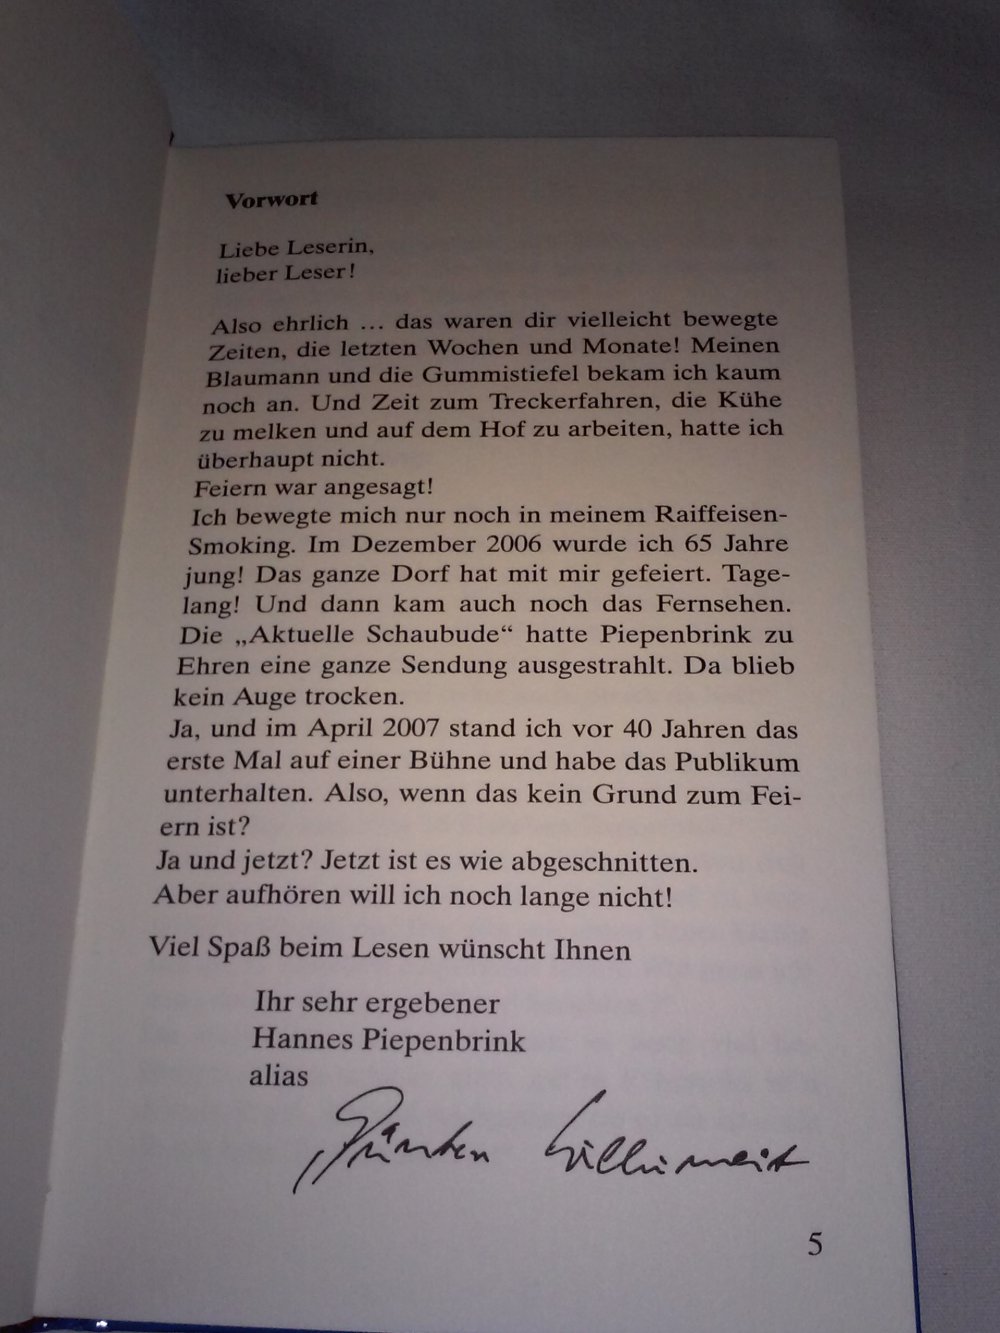 Vorwort
Liebe Leserin,
lieber Leser!
Also ehrlich … das waren dir vielleicht bewegte
Zeiten, die letzten Wochen und Monate! Meinen
Blaumann und die Gummistiefel bekam ich kaum
noch an. Und Zeit zum Treckerfahren, die Kühe
zu melken und auf dem Hof zu arbeiten, hatte ich
überhaupt nicht.
Feiern war angesagt!
Ich bewegte mich nur noch in meinem Raiffeisen-
Smoking. Im Dezember 2006 wurde ich 65 Jahre
jung! Das ganze Dorf hat mit mir gefeiert. Tage-
lang! Und dann kam auch noch das Fernsehen.
Die „Aktuelle Schaubude“ hatte Piepenbrink zu
Ehren eine ganze Sendung ausgestrahlt. Da blieb
kein Auge trocken.
Ja, und im April 2007 stand ich vor 40 Jahren das
erste Mal auf einer Bühne und habe das Publikum
unterhalten. Also, wenn das kein Grund zum Fei-
ern ist?
Ja und jetzt? Jetzt ist es wie abgeschnitten.
Aber aufhören will ich noch lange nicht!
Viel Spaß beim Lesen wünscht Ihnen
Ihr sehr ergebener
Hannes Piepenbrink
alias
Günter Willumeit
5